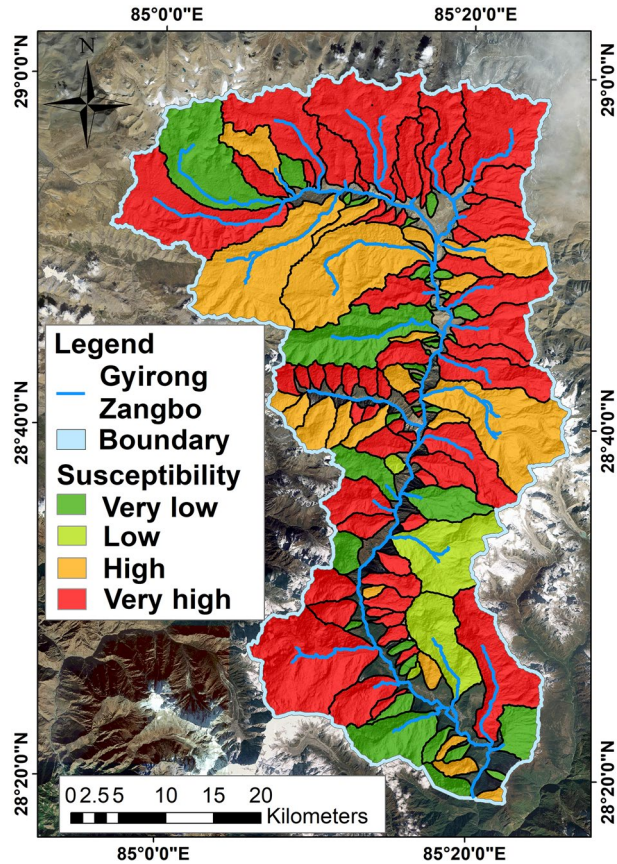 85°0'0"E 85°20'0"E
N
29°0'0"N 29°0'0"N
Legend
Gyirong
Zangbo
Boundary
Susceptibility
Very low
Low
High
Very high
28°40'0"N 28°40'0"N
28°20'0"N 28°20'0"N
0 2.5 5 10 15 20
Kilometers
85°0'0"E 85°20'0"E